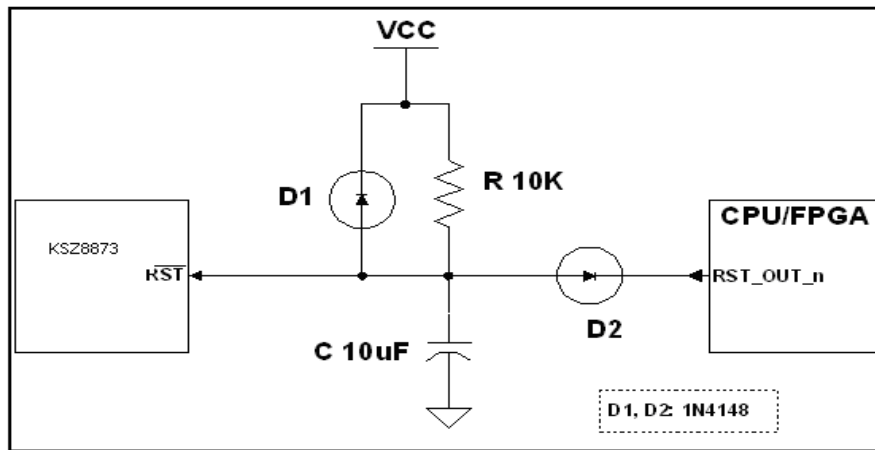 VCC
D1
R 10K
CPU/FPGA
KSZ8873
RST
RST_OUT_n
D2
C 10uF
D1, D2: 1N4148